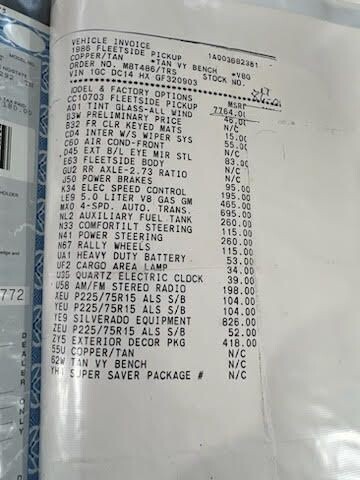 VEHICLE INVOICE
1986 FLEETSIDE PICKUP 1AQ03682381
COPPER/TAN *TAN VY BENCH *V8Q
ORDER NO. MBT486/TRS STOCK NO.
VIN 1GC DC14 HX GF320903
MODEL & FACTORY OPTIONS MSRP
CC10703 FLEETSIDE PICKUP 7764.00
A01 TINT GLASS-ALL WIND 46.00
B3W PRELIMINARY PRICE N/C
B32 FR CLR KEYED MATS 15.00
CD4 INTER W/S WIPER SYS 55.00
C60 AIR COND-FRONT N/C
D45 EXT B/L EYE MIR STL 83.00
E63 FLEETSIDE BODY N/C
GU2 RR AXLE-2.73 RATIO N/C
J50 POWER BRAKES
K34 ELEC SPEED CONTROL 95.00
LE9 5.0 LITER V8 GAS GM 195.00
MX0 4-SPD. AUTO. TRANS. 465.00
NL2 AUXILIARY FUEL TANK 695.00
N33 COMFORTILT STEERING 260.00
N41 POWER STEERING 115.00
N67 RALLY WHEELS 260.00
UA1 HEAVY DUTY BATTERY 115.00
UF2 CARGO AREA LAMP 53.00
U35 QUARTZ ELECTRIC CLOCK 34.00
U58 AM/FM STEREO RADIO 39.00
XEU P225/75R15 ALS S/B 198.00
YEU P225/75R15 ALS S/B 104.00
YE9 SILVERADO EQUIPMENT 104.00
ZEU P225/75R15 ALS S/B 826.00
ZY5 EXTERIOR DECOR PKG 52.00
55U COPPER/TAN 418.00
62W TAN VY BENCH N/C
YH4 SUPER SAVER PACKAGE # N/C
N/C
772
DEALER ONLY